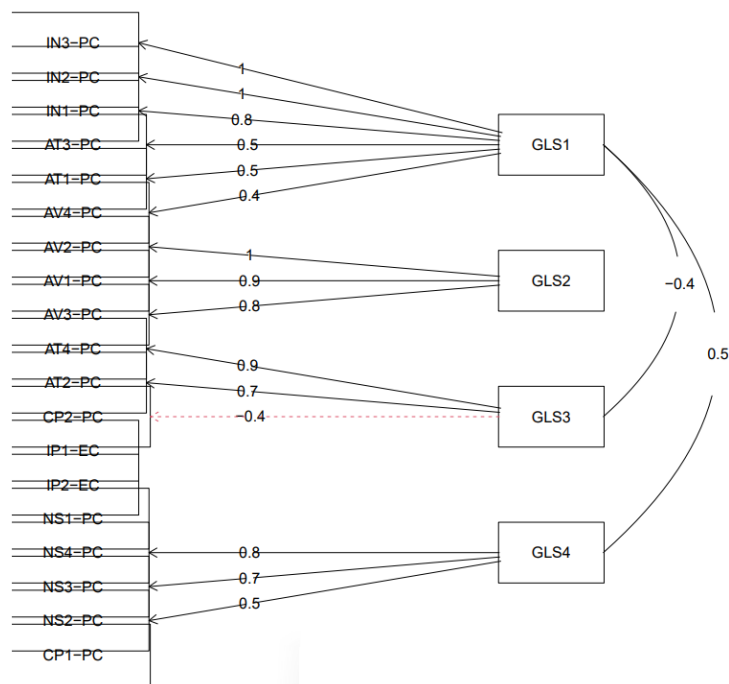 IN3−PC
IN2−PC
1
IN1−PC
1
0.8
AT3−PC
0.5
GLS1
AT1−PC
0.5
AV4−PC
0.4
AV2−PC
1
AV1−PC
0.9
GLS2
−0.4
AV3−PC
0.8
AT4−PC
0.5
0.9
AT2−PC
0.7
CP2−PC
−0.4
GLS3
IP1−EC
IP2−EC
NS1−PC
NS4−PC
0.8
GLS4
NS3−PC
0.7
NS2−PC
0.5
CP1−PC